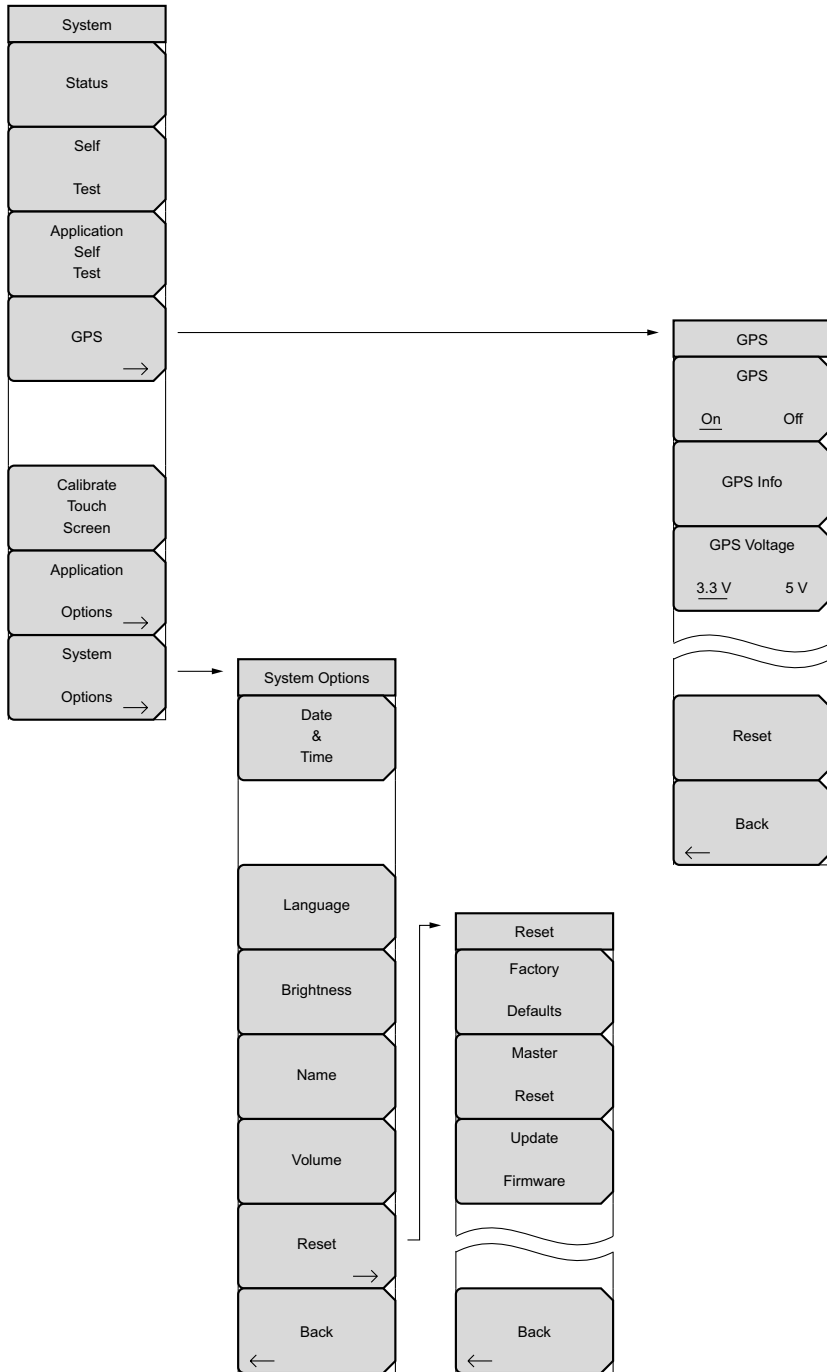 System
Status
Self
Test
Application
Self
Test
GPS
Calibrate
Touch
Screen
Application
Options
System
Options
GPS
GPS
On Off
GPS Info
GPS Voltage
3.3 V 5 V
Reset
Back
System Options
Date
&
Time
Language
Brightness
Name
Volume
Reset
Back
Reset
Factory
Defaults
Master
Reset
Update
Firmware
Back